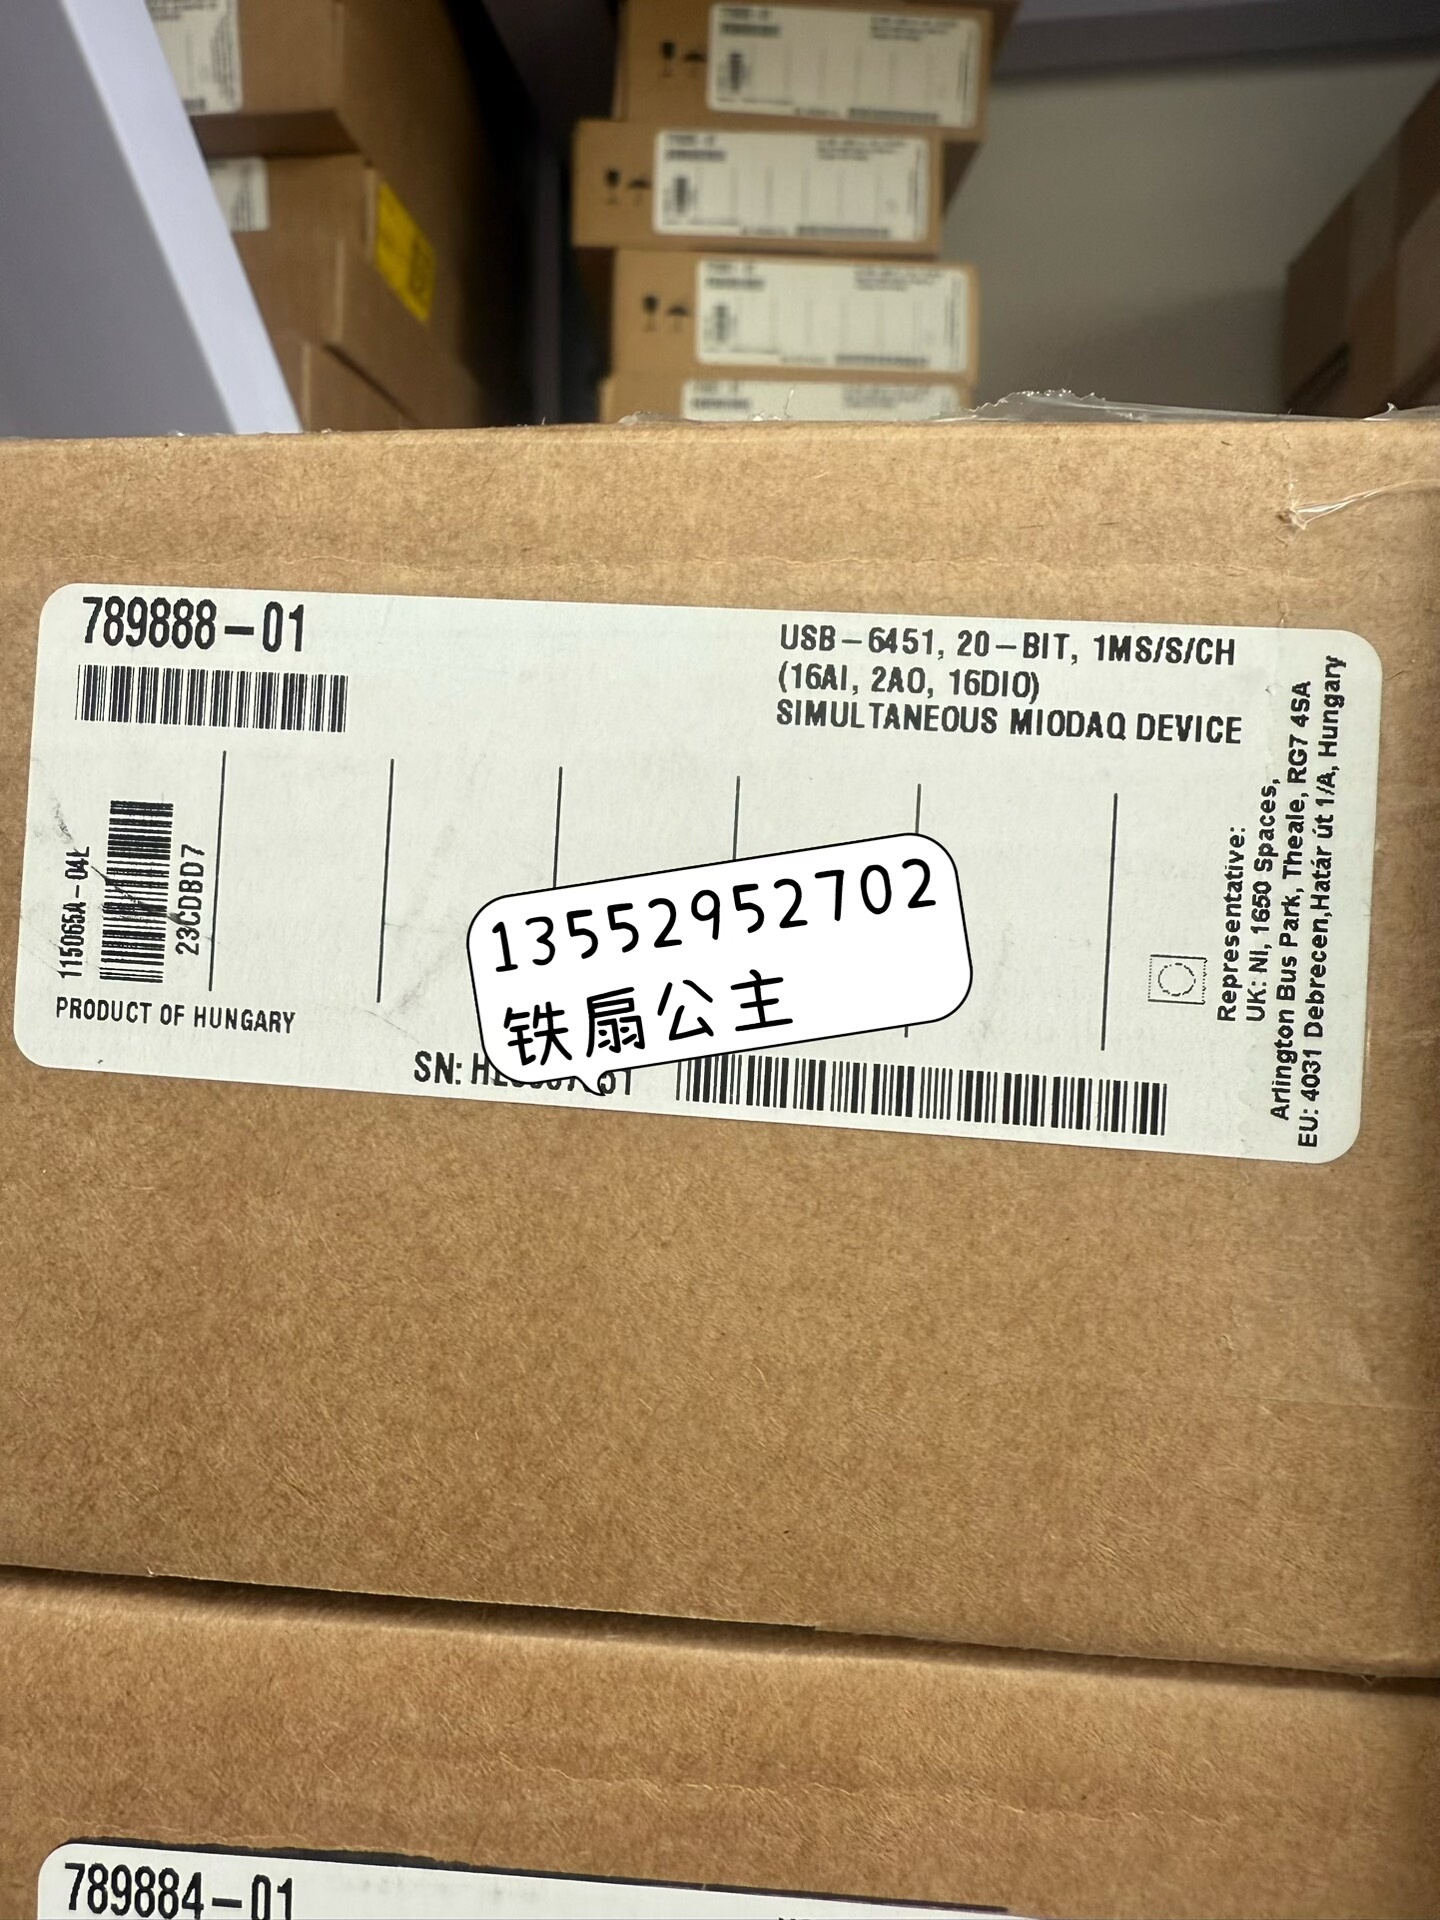 789888-01
USB-6451, 20-BIT, 1MS/S/CH
(16AI, 2AO, 16DIO)
SIMULTANEOUS MIODAQ DEVICE
115065A-04L
23CDBD7
PRODUCT OF HUNGARY
13552952702
铁扇公主
SN:
Representative:
UK: NI, 1650 Spaces,
Arlington Bus Park, Theale, RG7 4SA
EU: 4031 Debrecen,Határ út 1/A, Hungary
789884-01